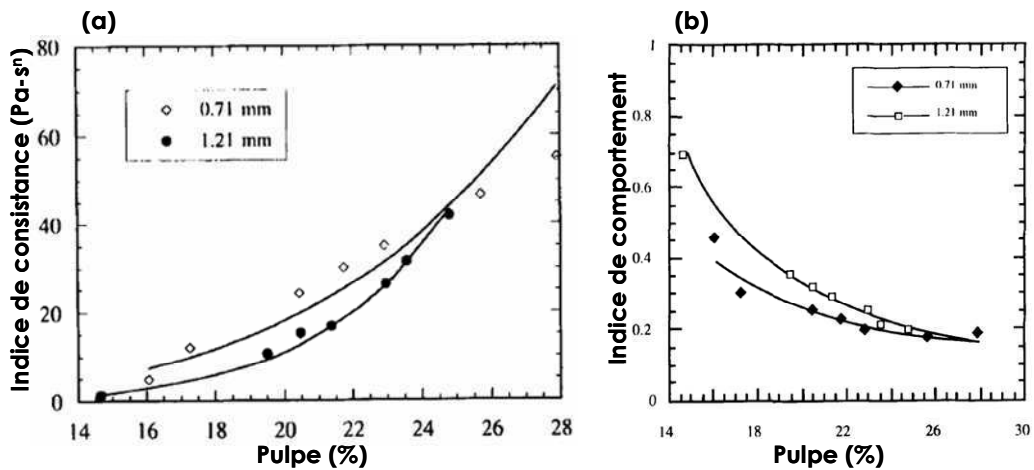 (a)
Indice de consistance (Pa-sⁿ)
80
60
40
20
0
0.71 mm
1.21 mm
14 16 18 20 22 24 26 28
Pulpe (%)
(b)
Indice de comportement
1
0.8
0.6
0.4
0.2
0
0.71 mm
1.21 mm
14 18 22 26 30
Pulpe (%)